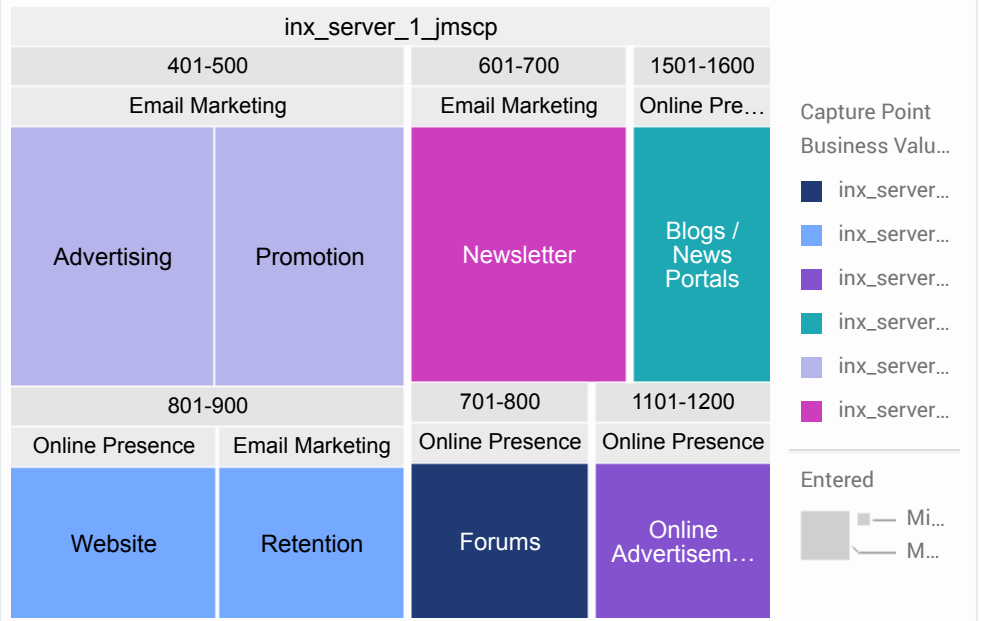 inx_server_1_jmscp
401-500
601-700
1501-1600
Email Marketing
Email Marketing
Online Pre…
Advertising
Promotion
Newsletter
Blogs /
News
Portals
801-900
701-800
1101-1200
Online Presence
Email Marketing
Online Presence
Online Presence
Website
Retention
Forums
Online
Advertisem…
Capture Point
Business Valu…
inx_server…
inx_server…
inx_server…
inx_server…
inx_server…
inx_server…
Entered
Mi…
M…